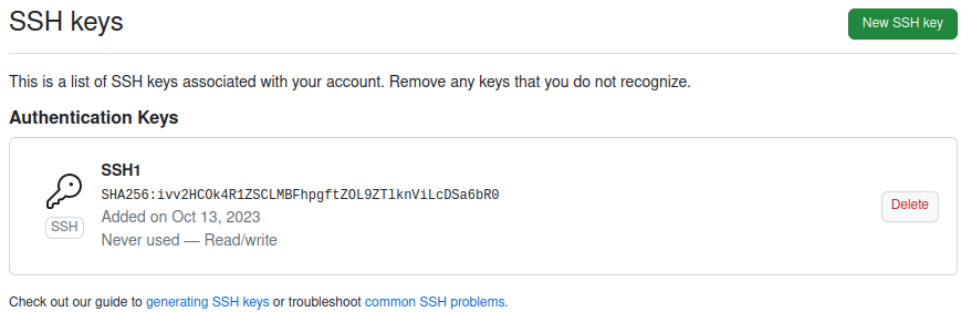 SSH keys
New SSH key
This is a list of SSH keys associated with your account. Remove any keys that you do not recognize.
Authentication Keys
SSH1
SHA256:ivv2HCOk4R1ZSCLMBFhpgftZOL9ZTlknViLcDSa6bR0
SSH
Added on Oct 13, 2023
Never used — Read/write
Delete
Check out our guide to generating SSH keys or troubleshoot common SSH problems.